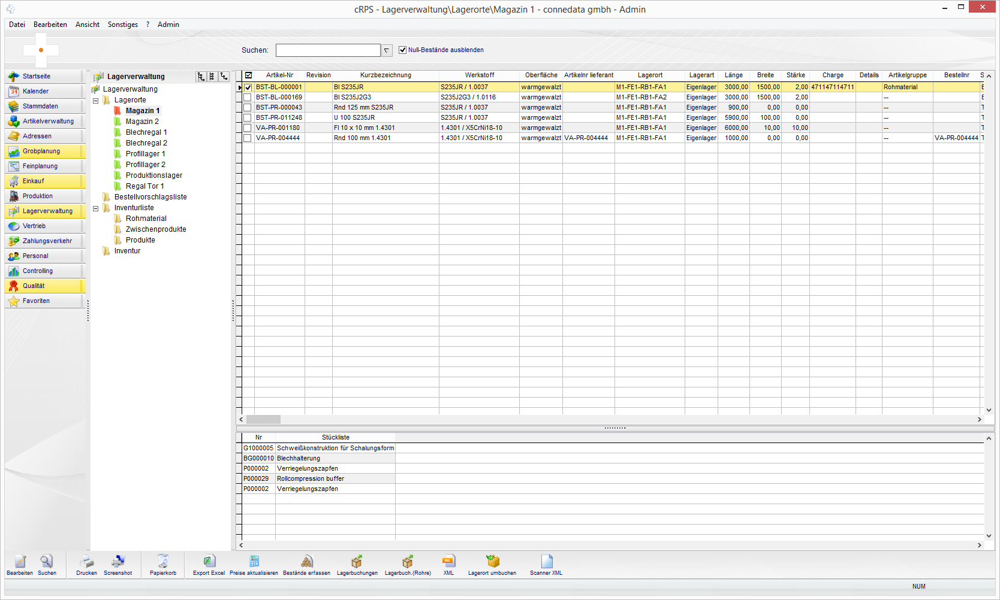 cRPS - Lagerverwaltung\Lagerorte\Magazin 1 - connedata gmbh - Admin
Datei Bearbeiten Ansicht Sonstiges ? Admin
Suchen: Null-Bestände ausblenden
Startseite
Kalender
Stammdaten
Artikelverwaltung
Adressen
Grobplanung
Feinplanung
Einkauf
Produktion
Lagerverwaltung
Vertrieb
Zahlungsverkehr
Personal
Controlling
Qualität
Favoriten
Lagerverwaltung
Lagerverwaltung
Lagerorte
Magazin 1
Magazin 2
Blechregal 1
Blechregal 2
Profillager 1
Profillager 2
Produktionslager
Regal Tor 1
Bestellvorschlagsliste
Inventurliste
Rohmaterial
Zwischenprodukte
Produkte
Inventur
Artikel-Nr Revision Kurzbezeichnung Werkstoff Oberfläche Artikelnr lieferant Lagerort Lagerart Länge Breite Stärke Charge Details Artikelgruppe Bestellnr S
BST-BL-000001 Bl S235JR S235JR / 1.0037 warmgewalzt M1-FE1-RB1-FA1 Eigenlager 3000,00 1500,00 2,00 471147114711 Rohmaterial E
BST-BL-000169 Bl S235J2G3 S235J2G3 / 1.0116 warmgewalzt M1-FE1-RB1-FA2 Eigenlager 3000,00 1500,00 2,00 -- E
BST-PR-000043 Rnd 125 mm S235JR S235JR / 1.0037 warmgewalzt M1-FE1-RB1-FA1 Eigenlager 900,00 0,00 0,00 -- T
BST-PR-011248 U 100 S235JR S235JR / 1.0037 warmgewalzt M1-FE1-RB1-FA1 Eigenlager 5900,00 100,00 0,00 -- T
VA-PR-001180 Fl 10 x 10 mm 1.4301 1.4301 / X5CrNi18-10 warmgewalzt M1-FE1-RB1-FA1 Eigenlager 6000,00 10,00 10,00 -- T
VA-PR-004444 Rnd 100 mm 1.4301 1.4301 / X5CrNi18-10 warmgewalzt VA-PR-004444 M1-FE1-RB1-FA1 Eigenlager 1000,00 0,00 0,00 -- VA-PR-004444 T
Nr Stückliste
G1000005 Schweißkonstruktion für Schalungsform
BG000010 Blechhalterung
P000002 Verriegelungszapfen
P000029 Rollcompression buffer
P000002 Verriegelungszapfen
Bearbeiten Suchen Drucken Screenshot Papierkorb Export Excel Preise aktualisieren Bestände erfassen Lagerbuchungen Lagerbuch.(Rohre) XML Lagerort umbuchen Scanner XML
NUM